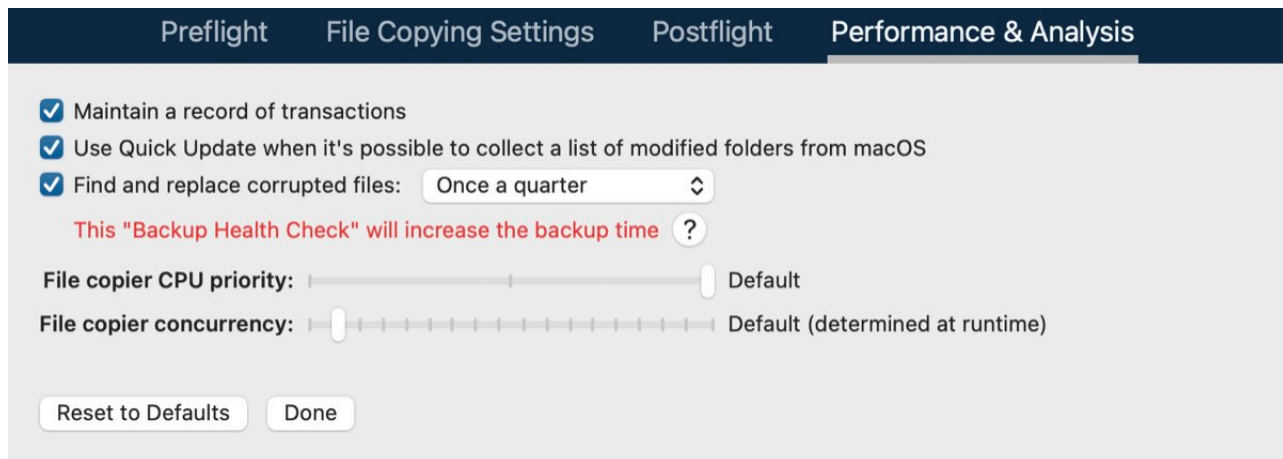 Preflight File Copying Settings Postflight Performance & Analysis
Maintain a record of transactions
Use Quick Update when it's possible to collect a list of modified folders from macOS
Find and replace corrupted files: Once a quarter
This "Backup Health Check" will increase the backup time ?
File copier CPU priority: Default
File copier concurrency: Default (determined at runtime)
Reset to Defaults Done